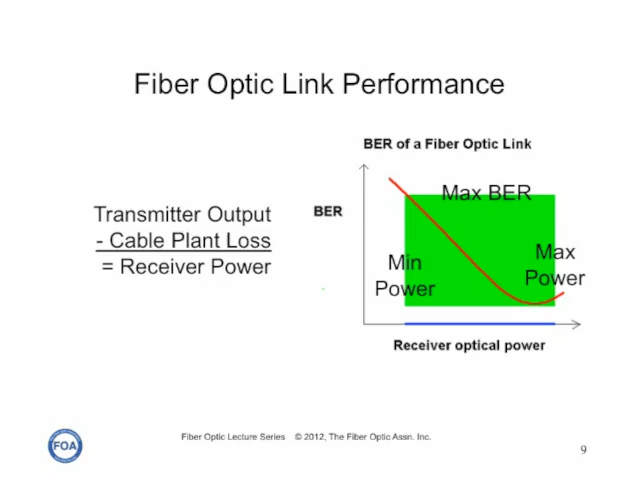 Fiber Optic Link Performance
Transmitter Output
- Cable Plant Loss
= Receiver Power
BER of a Fiber Optic Link
BER
Max BER
Min
Power
Max
Power
Receiver optical power
FOA
Fiber Optic Lecture Series © 2012, The Fiber Optic Assn. Inc.
9